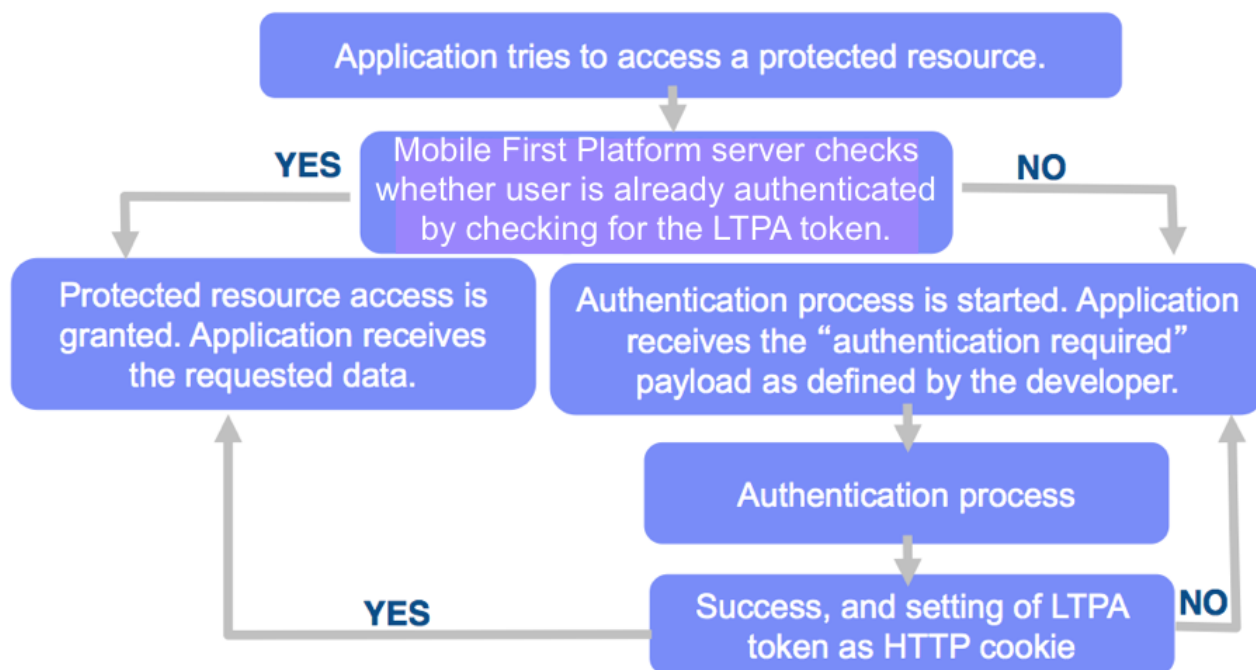 Application tries to access a protected resource.
YES
Mobile First Platform server checks
whether user is already authenticated
by checking for the LTPA token.
NO
Protected resource access is
granted. Application receives
the requested data.
Authentication process is started. Application
receives the “authentication required”
payload as defined by the developer.
Authentication process
YES
Success, and setting of LTPA
token as HTTP cookie
NO